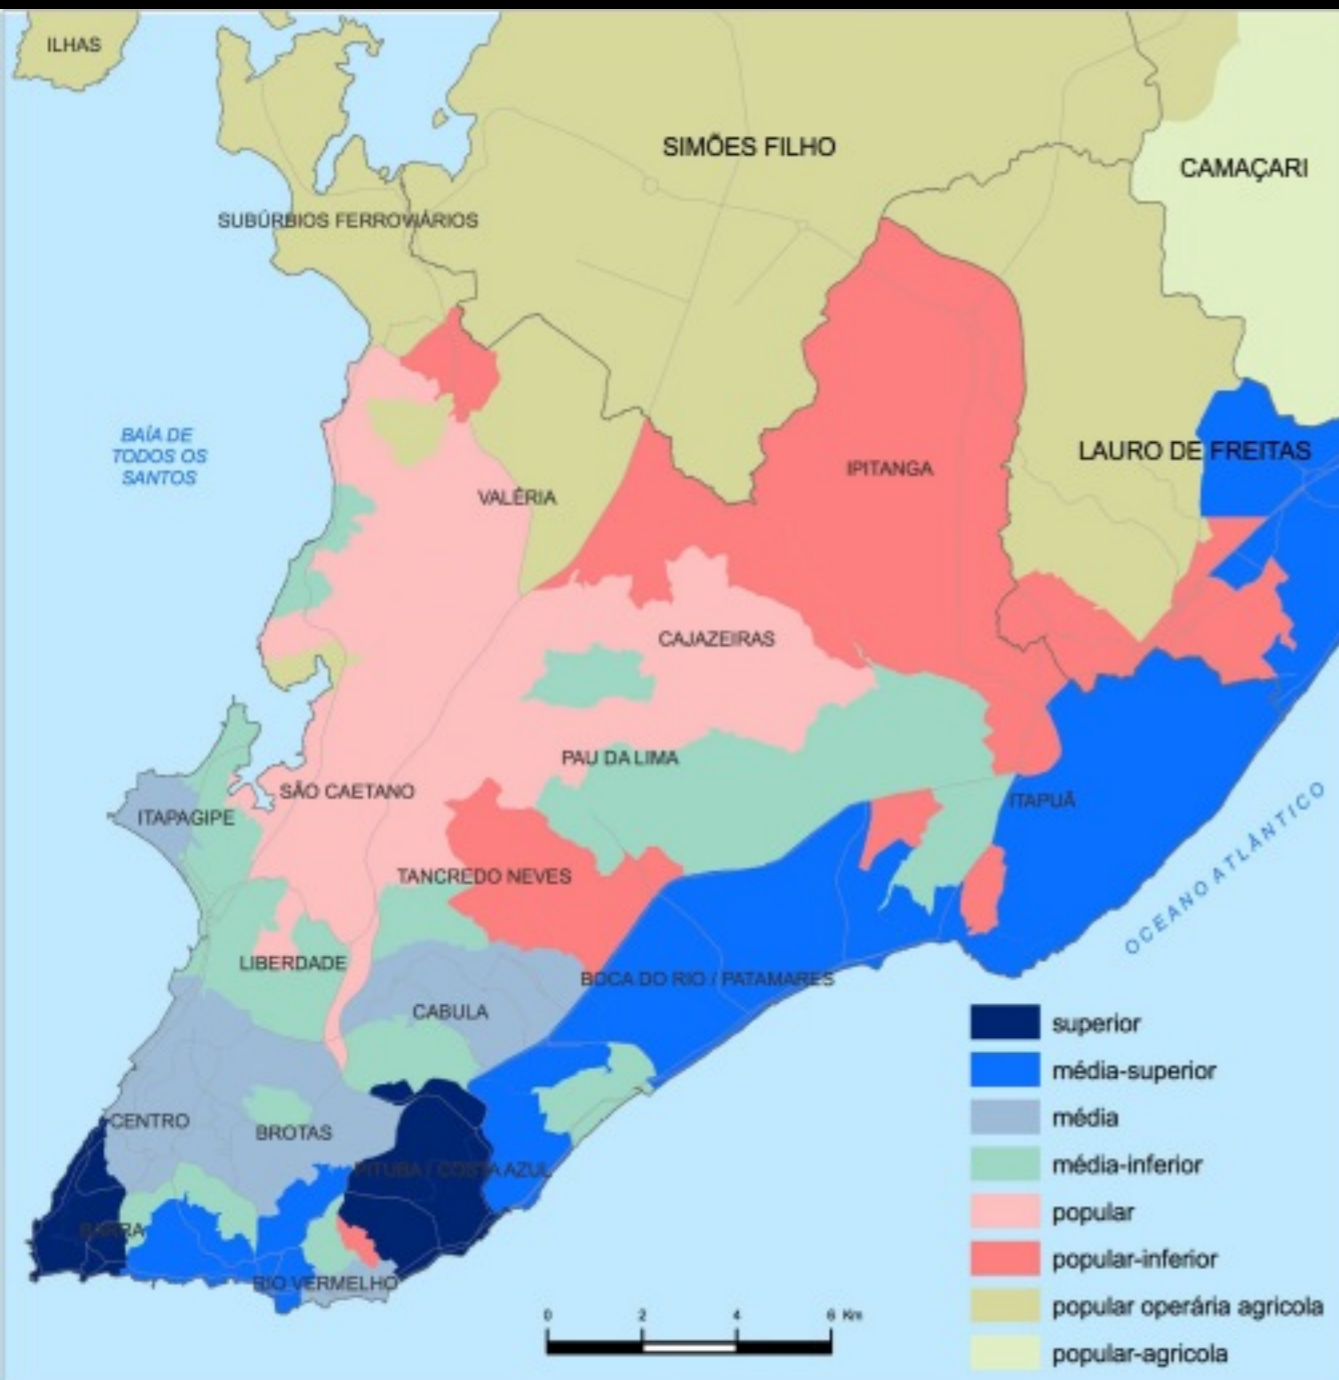 ILHAS
SIMÕES FILHO
CAMAÇARI
SUBÚRBIOS FERROVIÁRIOS
BAÍA DE
TODOS OS
SANTOS
LAURO DE FREITAS
IPITANGA
VALÉRIA
CAJAZEIRAS
PAU DA LIMA
SÃO CAETANO
ITAPUÃ
ITAPAGIPE
OCEANO ATLÂNTICO
TANCREDO NEVES
LIBERDADE
BOCA DO RIO / PATAMARES
CABULA
CENTRO
BROTAS
PITUBA / COSTA AZUL
BARRA
RIO VERMELHO
superior
média-superior
média
média-inferior
popular
popular-inferior
popular operária agricola
popular-agricola
0 2 4 6 Km